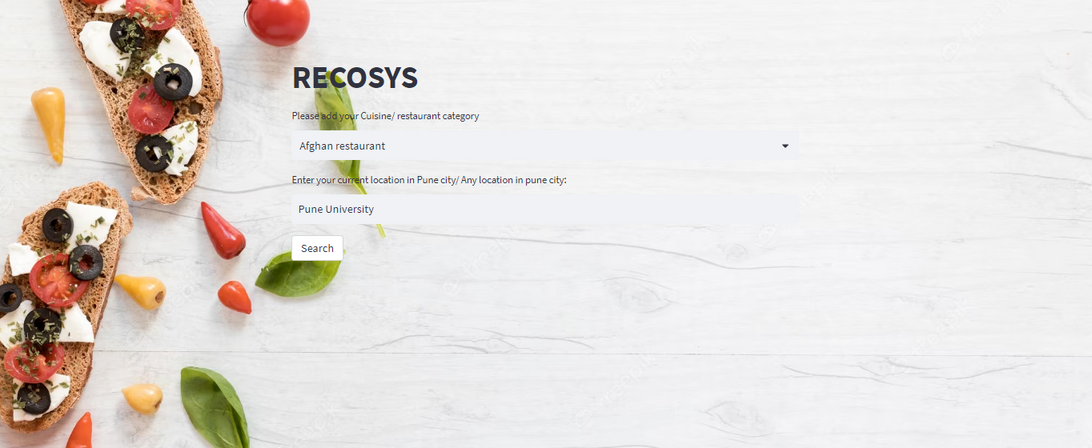 RECOSYS
Please add your Cuisine/ restaurant category
Afghan restaurant
Enter your current location in Pune city/ Any location in pune city:
Pune University
Search